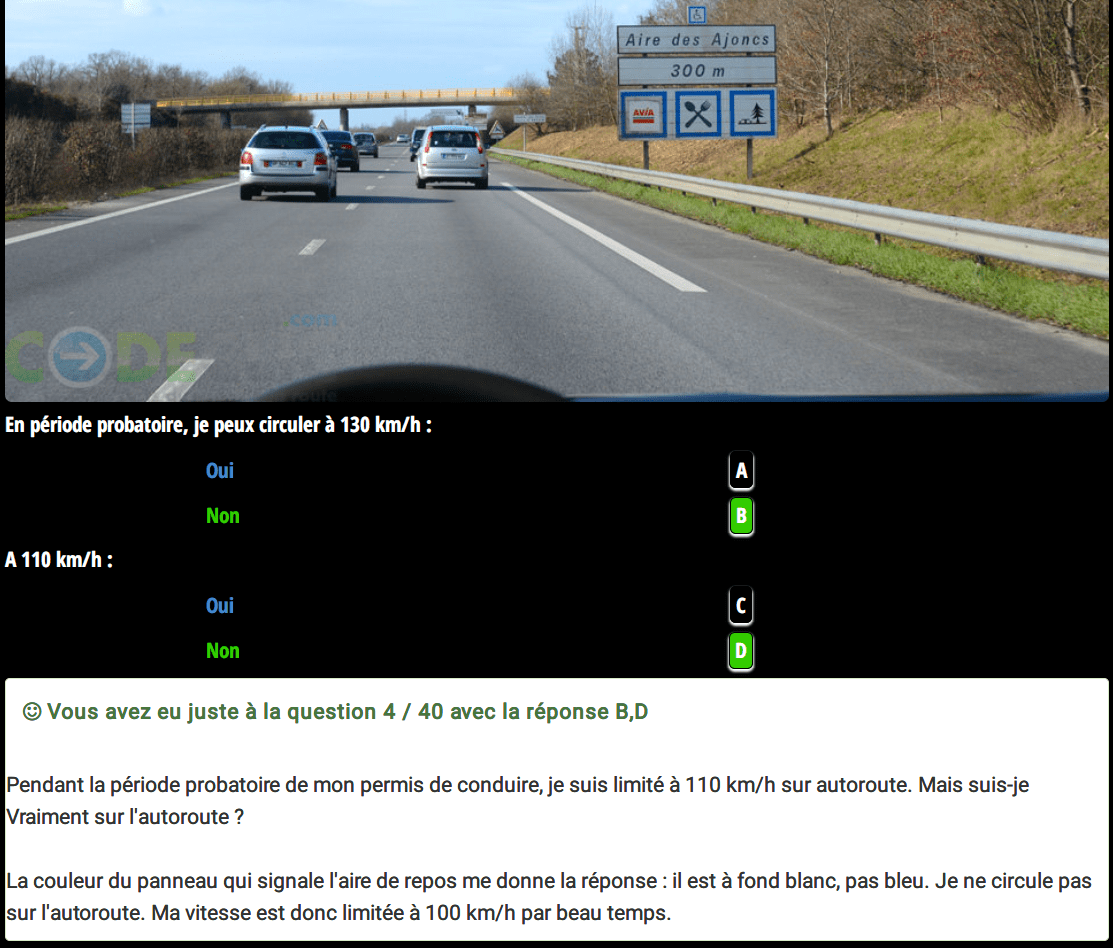 Aire des Ajoncs
300 m
AVIA
.com
CODE
route
En période probatoire, je peux circuler à 130 km/h :
Oui A
Non B
A 110 km/h :
Oui C
Non D
Vous avez eu juste à la question 4 / 40 avec la réponse B,D
Pendant la période probatoire de mon permis de conduire, je suis limité à 110 km/h sur autoroute. Mais suis-je
Vraiment sur l'autoroute ?
La couleur du panneau qui signale l'aire de repos me donne la réponse : il est à fond blanc, pas bleu. Je ne circule pas
sur l'autoroute. Ma vitesse est donc limitée à 100 km/h par beau temps.